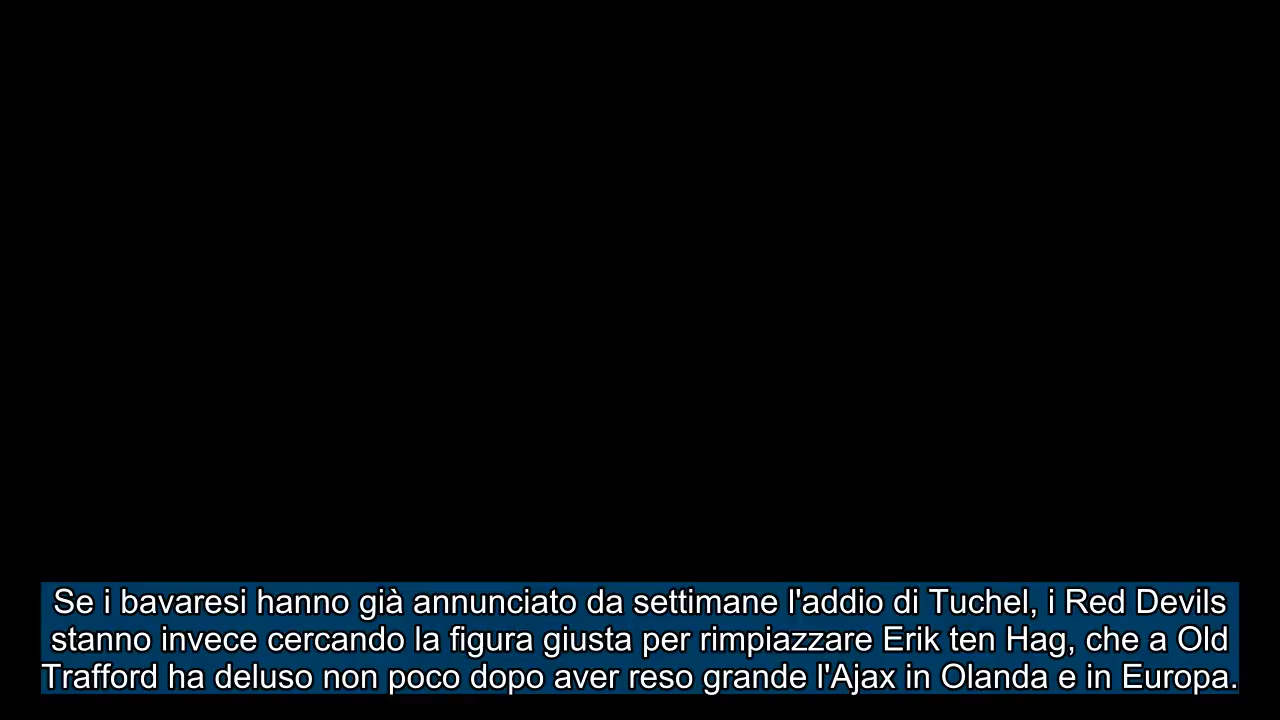 Se i bavaresi hanno già annunciato da settimane l'addio di Tuchel, i Red Devils
stanno invece cercando la figura giusta per rimpiazzare Erik ten Hag, che a Old
Trafford ha deluso non poco dopo aver reso grande l'Ajax in Olanda e in Europa.